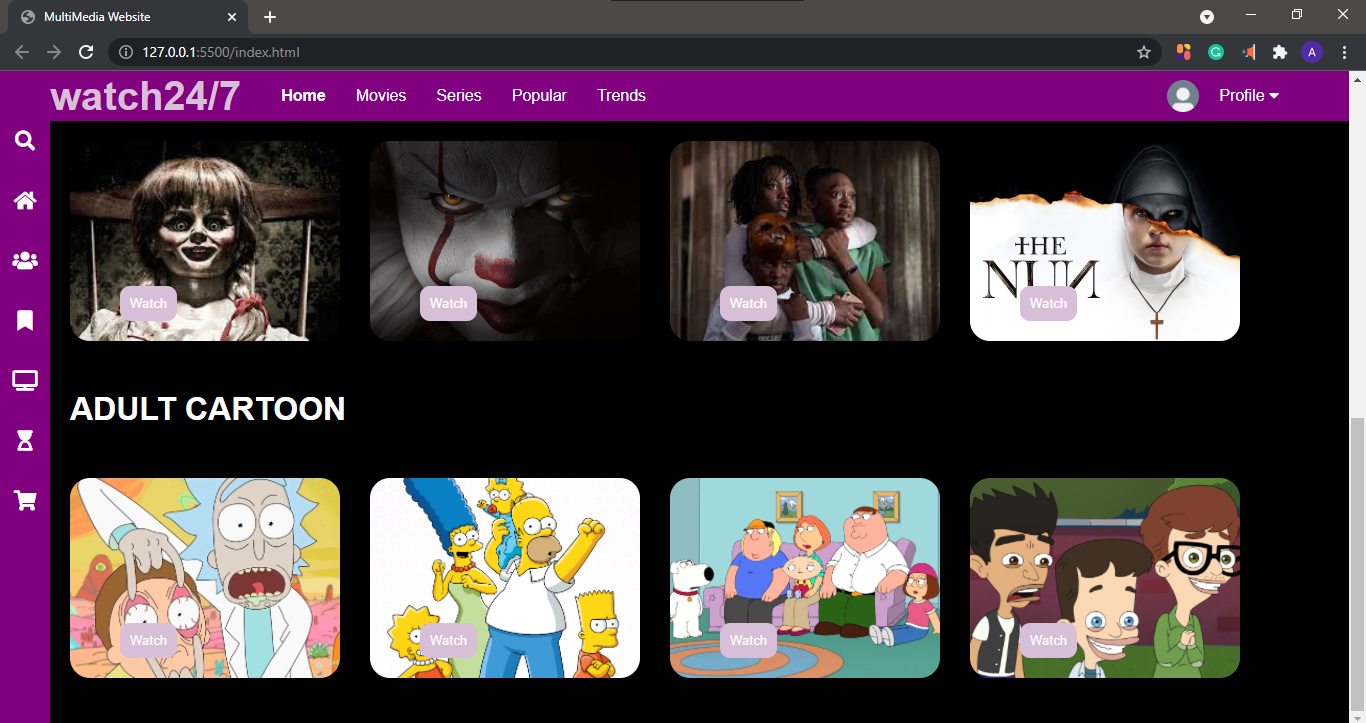 MultiMedia Website
127.0.0.1:5500/index.html
A
watch24/7
Home
Movies
Series
Popular
Trends
Profile
THE
NUN
Watch
Watch
Watch
Watch
ADULT CARTOON
Watch
Watch
Watch
Watch